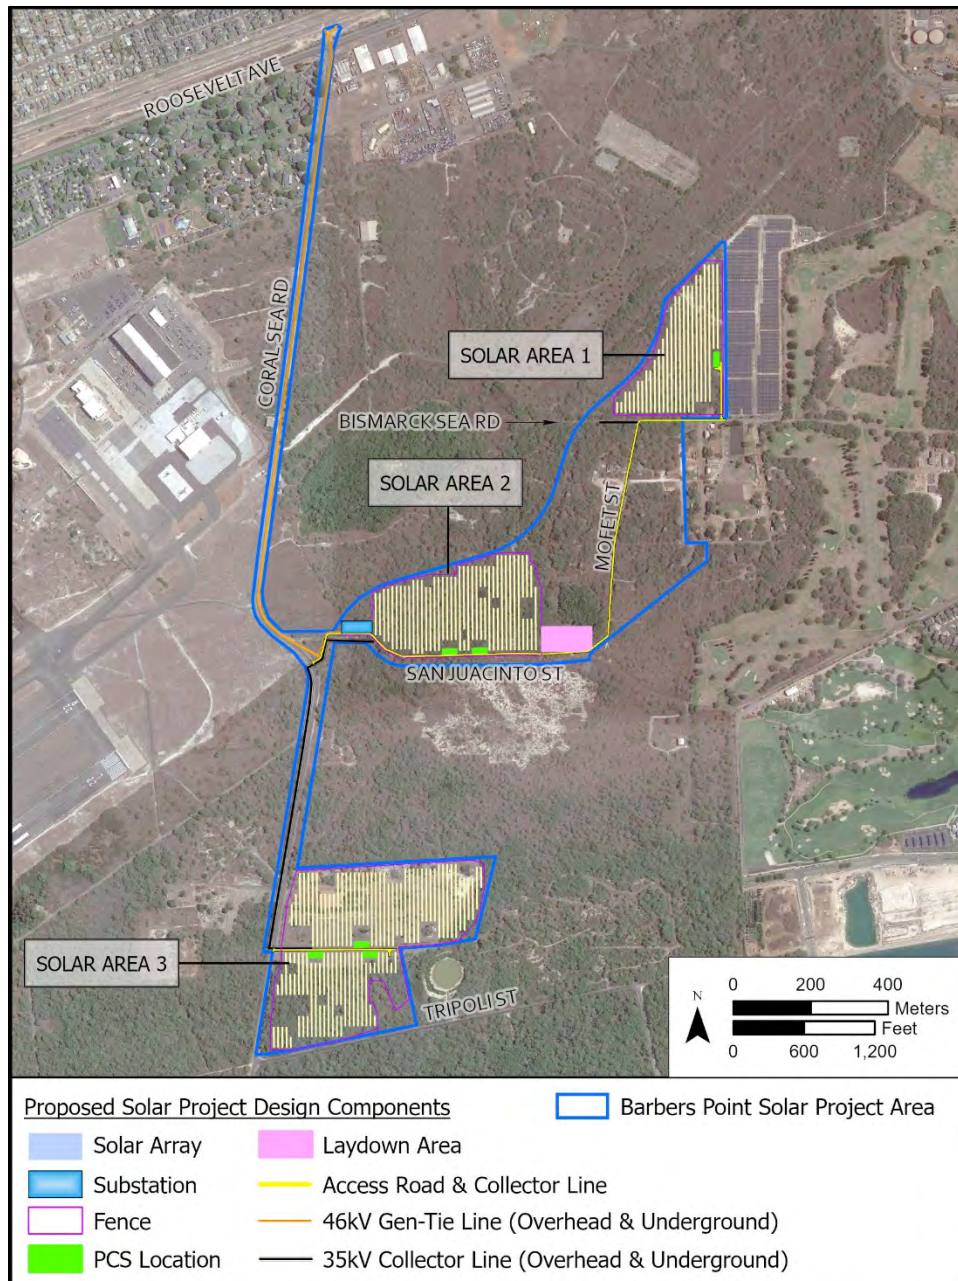 ROOSEVELT AVE
CORAL SEA RD
SOLAR AREA 1
BISMARCK SEA RD
SOLAR AREA 2
MOFET ST
SAN JUACINTO ST
SOLAR AREA 3
TRIPOLI ST
N
0 200 400
Meters
Feet
0 600 1,200
Proposed Solar Project Design Components
Barbers Point Solar Project Area
Solar Array
Laydown Area
Substation
Access Road & Collector Line
Fence
46kV Gen-Tie Line (Overhead & Underground)
PCS Location
35kV Collector Line (Overhead & Underground)